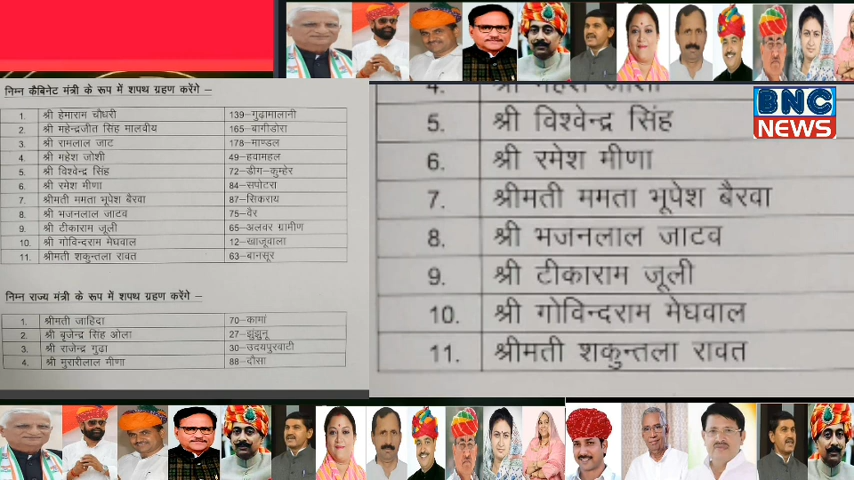 निम्न कैबिनेट मंत्री के रूप में शपथ ग्रहण करेंगे –
1. श्री हेमाराम चौधरी 139–गुढामालानी
2. श्री महेन्द्रजीत सिंह मालवीय 165–बागीडोरा
3. श्री रामलाल जाट 178–माण्डल
4. श्री महेश जोशी 49–हवामहल
5. श्री विश्वेन्द्र सिंह 72–डीग–कुम्हेर
6. श्री रमेश मीणा 84–सपोटरा
7. श्रीमती ममता भूपेश बैरवा 87–सिकराय
8. श्री भजनलाल जाटव 75–वैर
9. श्री टीकाराम जूली 65–अलवर ग्रामीण
10. श्री गोविन्दराम मेघवाल 12–खाजूवाला
11. श्रीमती शकुन्तला रावत 63–बानसूर
निम्न राज्य मंत्री के रूप में शपथ ग्रहण करेंगे –
1. श्रीमती जाहिदा 70–कामां
2. श्री बृजेन्द्र सिंह ओला 27–झुंझुनू
3. श्री राजेन्द्र गुढा 30–उदयपुरवाटी
4. श्री मुरारीलाल मीणा 88–दौसा
BNC
NEWS
4. श्री महेश जोशी
5. श्री विश्वेन्द्र सिंह
6. श्री रमेश मीणा
7. श्रीमती ममता भूपेश बैरवा
8. श्री भजनलाल जाटव
9. श्री टीकाराम जूली
10. श्री गोविन्दराम मेघवाल
11. श्रीमती शकुन्तला रावत